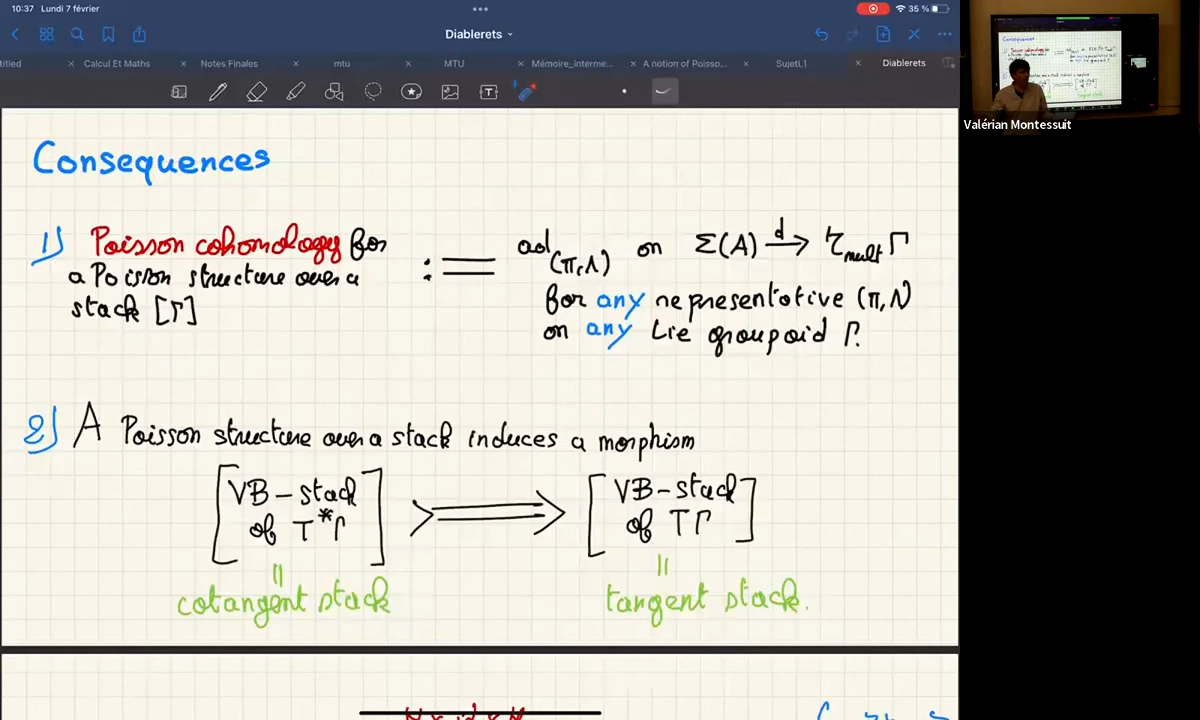 10:37 Lundi 7 février
35 %
Diablerets
Calcul Et Maths
Notes Finales
mtu
MTU
Mémoire_interme...
A notion of Poisso...
SujetL1
Diablerets
Valérian Montessuit
Consequences
1) Poisson cohomology for a Poisson structure over a stack [Γ] := ad_(π,Λ) on Σ(A) →^d τ_mult Γ
for any representative (π,Λ)
on any Lie groupoid Γ.
2) A Poisson structure over a stack induces a morphism
[VB-stack of T*Γ] >⟹ [VB-stack of TΓ]
= =
cotangent stack tangent stack.